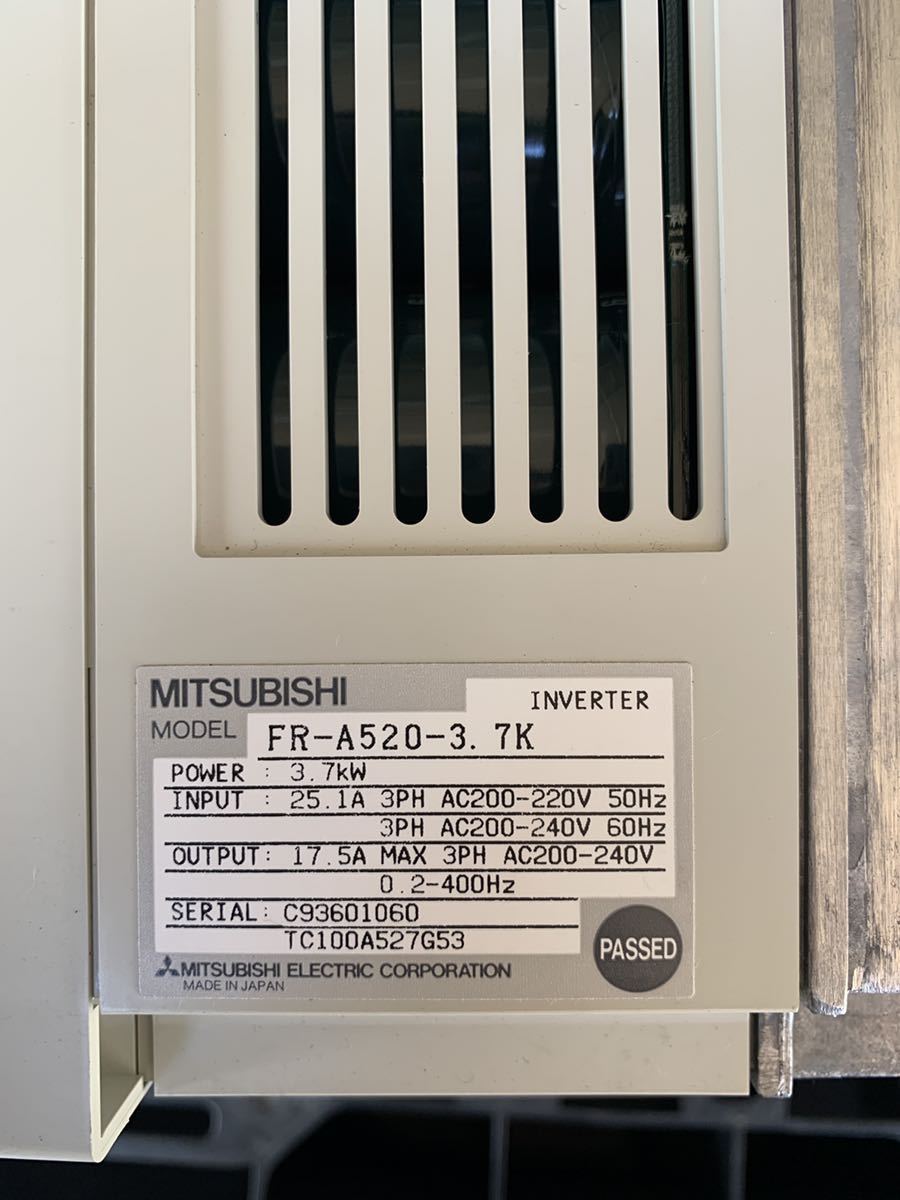 MITSUBISHI
INVERTER
MODEL FR-A520-3.7K
POWER : 3.7kW
INPUT : 25.1A 3PH AC200-220V 50Hz
3PH AC200-240V 60Hz
OUTPUT: 17.5A MAX 3PH AC200-240V
0.2-400Hz
SERIAL: C93601060
TC100A527G53
PASSED
MITSUBISHI ELECTRIC CORPORATION
MADE IN JAPAN